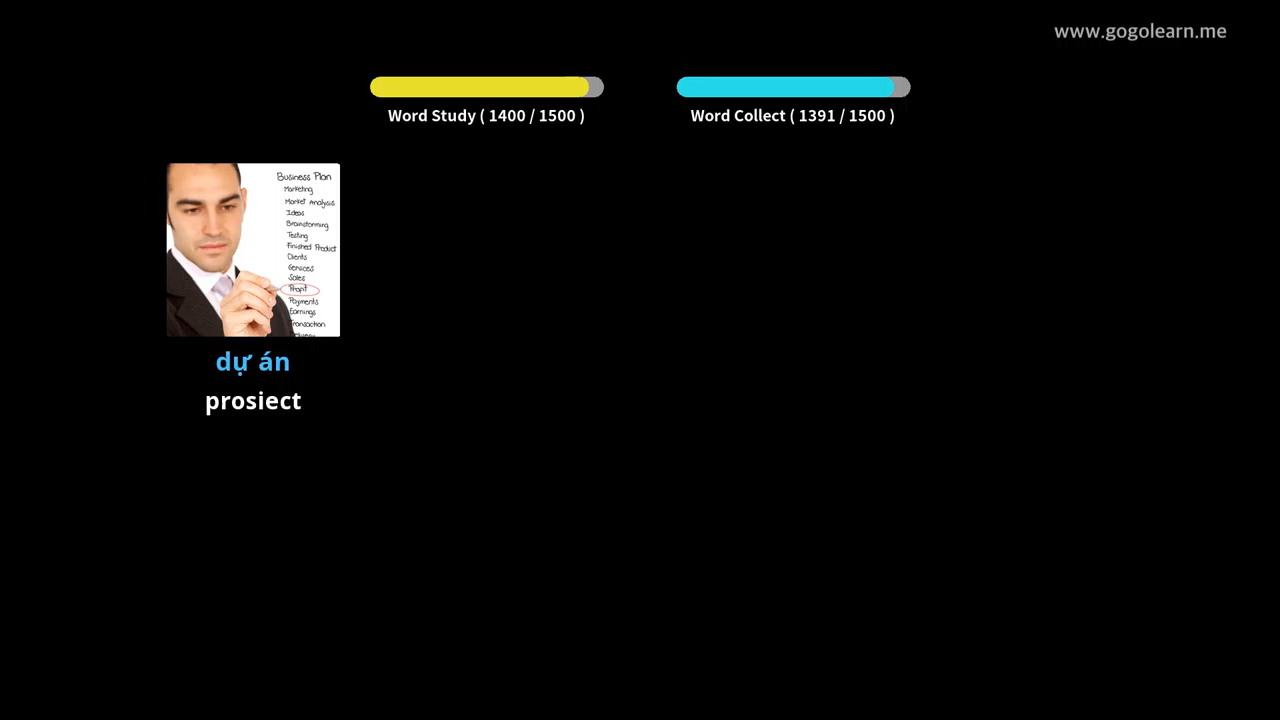 www.gogolearn.me
Word Study ( 1400 / 1500 )
Word Collect ( 1391 / 1500 )
Business Plan
Marketing
Market Analysis
Ideas
Brainstorming
Testing
Finished Product
Clients
Services
Sales
Profit
Payments
Earnings
Transaction
dự án
prosiect